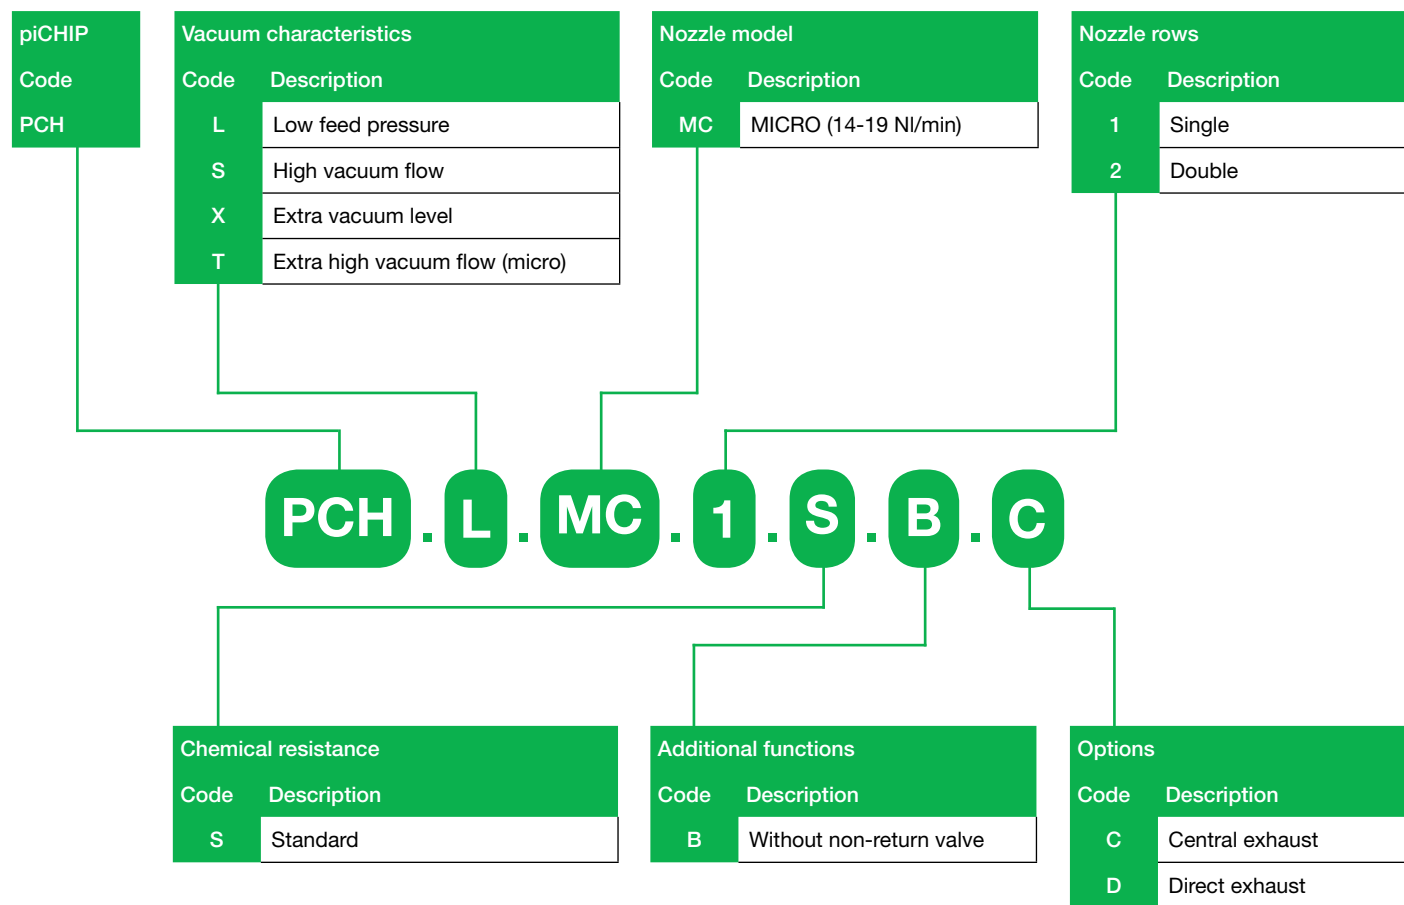 piCHIP
Code
PCH
Vacuum characteristics
Code Description
L Low feed pressure
S High vacuum flow
X Extra vacuum level
T Extra high vacuum flow (micro)
Nozzle model
Code Description
MC MICRO (14-19 Nl/min)
Nozzle rows
Code Description
1 Single
2 Double
PCH.L.MC.1.S.B.C
Chemical resistance
Code Description
S Standard
Additional functions
Code Description
B Without non-return valve
Options
Code Description
C Central exhaust
D Direct exhaust